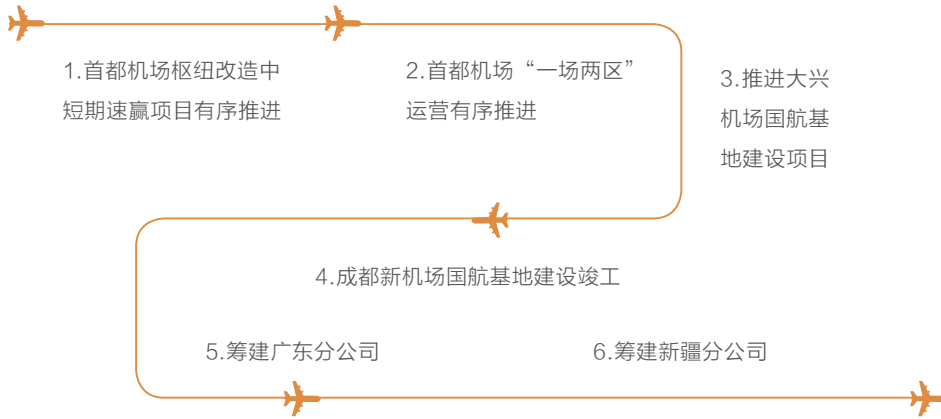 1.首都机场枢纽改造中
短期速赢项目有序推进
2.首都机场“一场两区”
运营有序推进
3.推进大兴
机场国航基
地建设项目
4.成都新机场国航基地建设竣工
5.筹建广东分公司
6.筹建新疆分公司